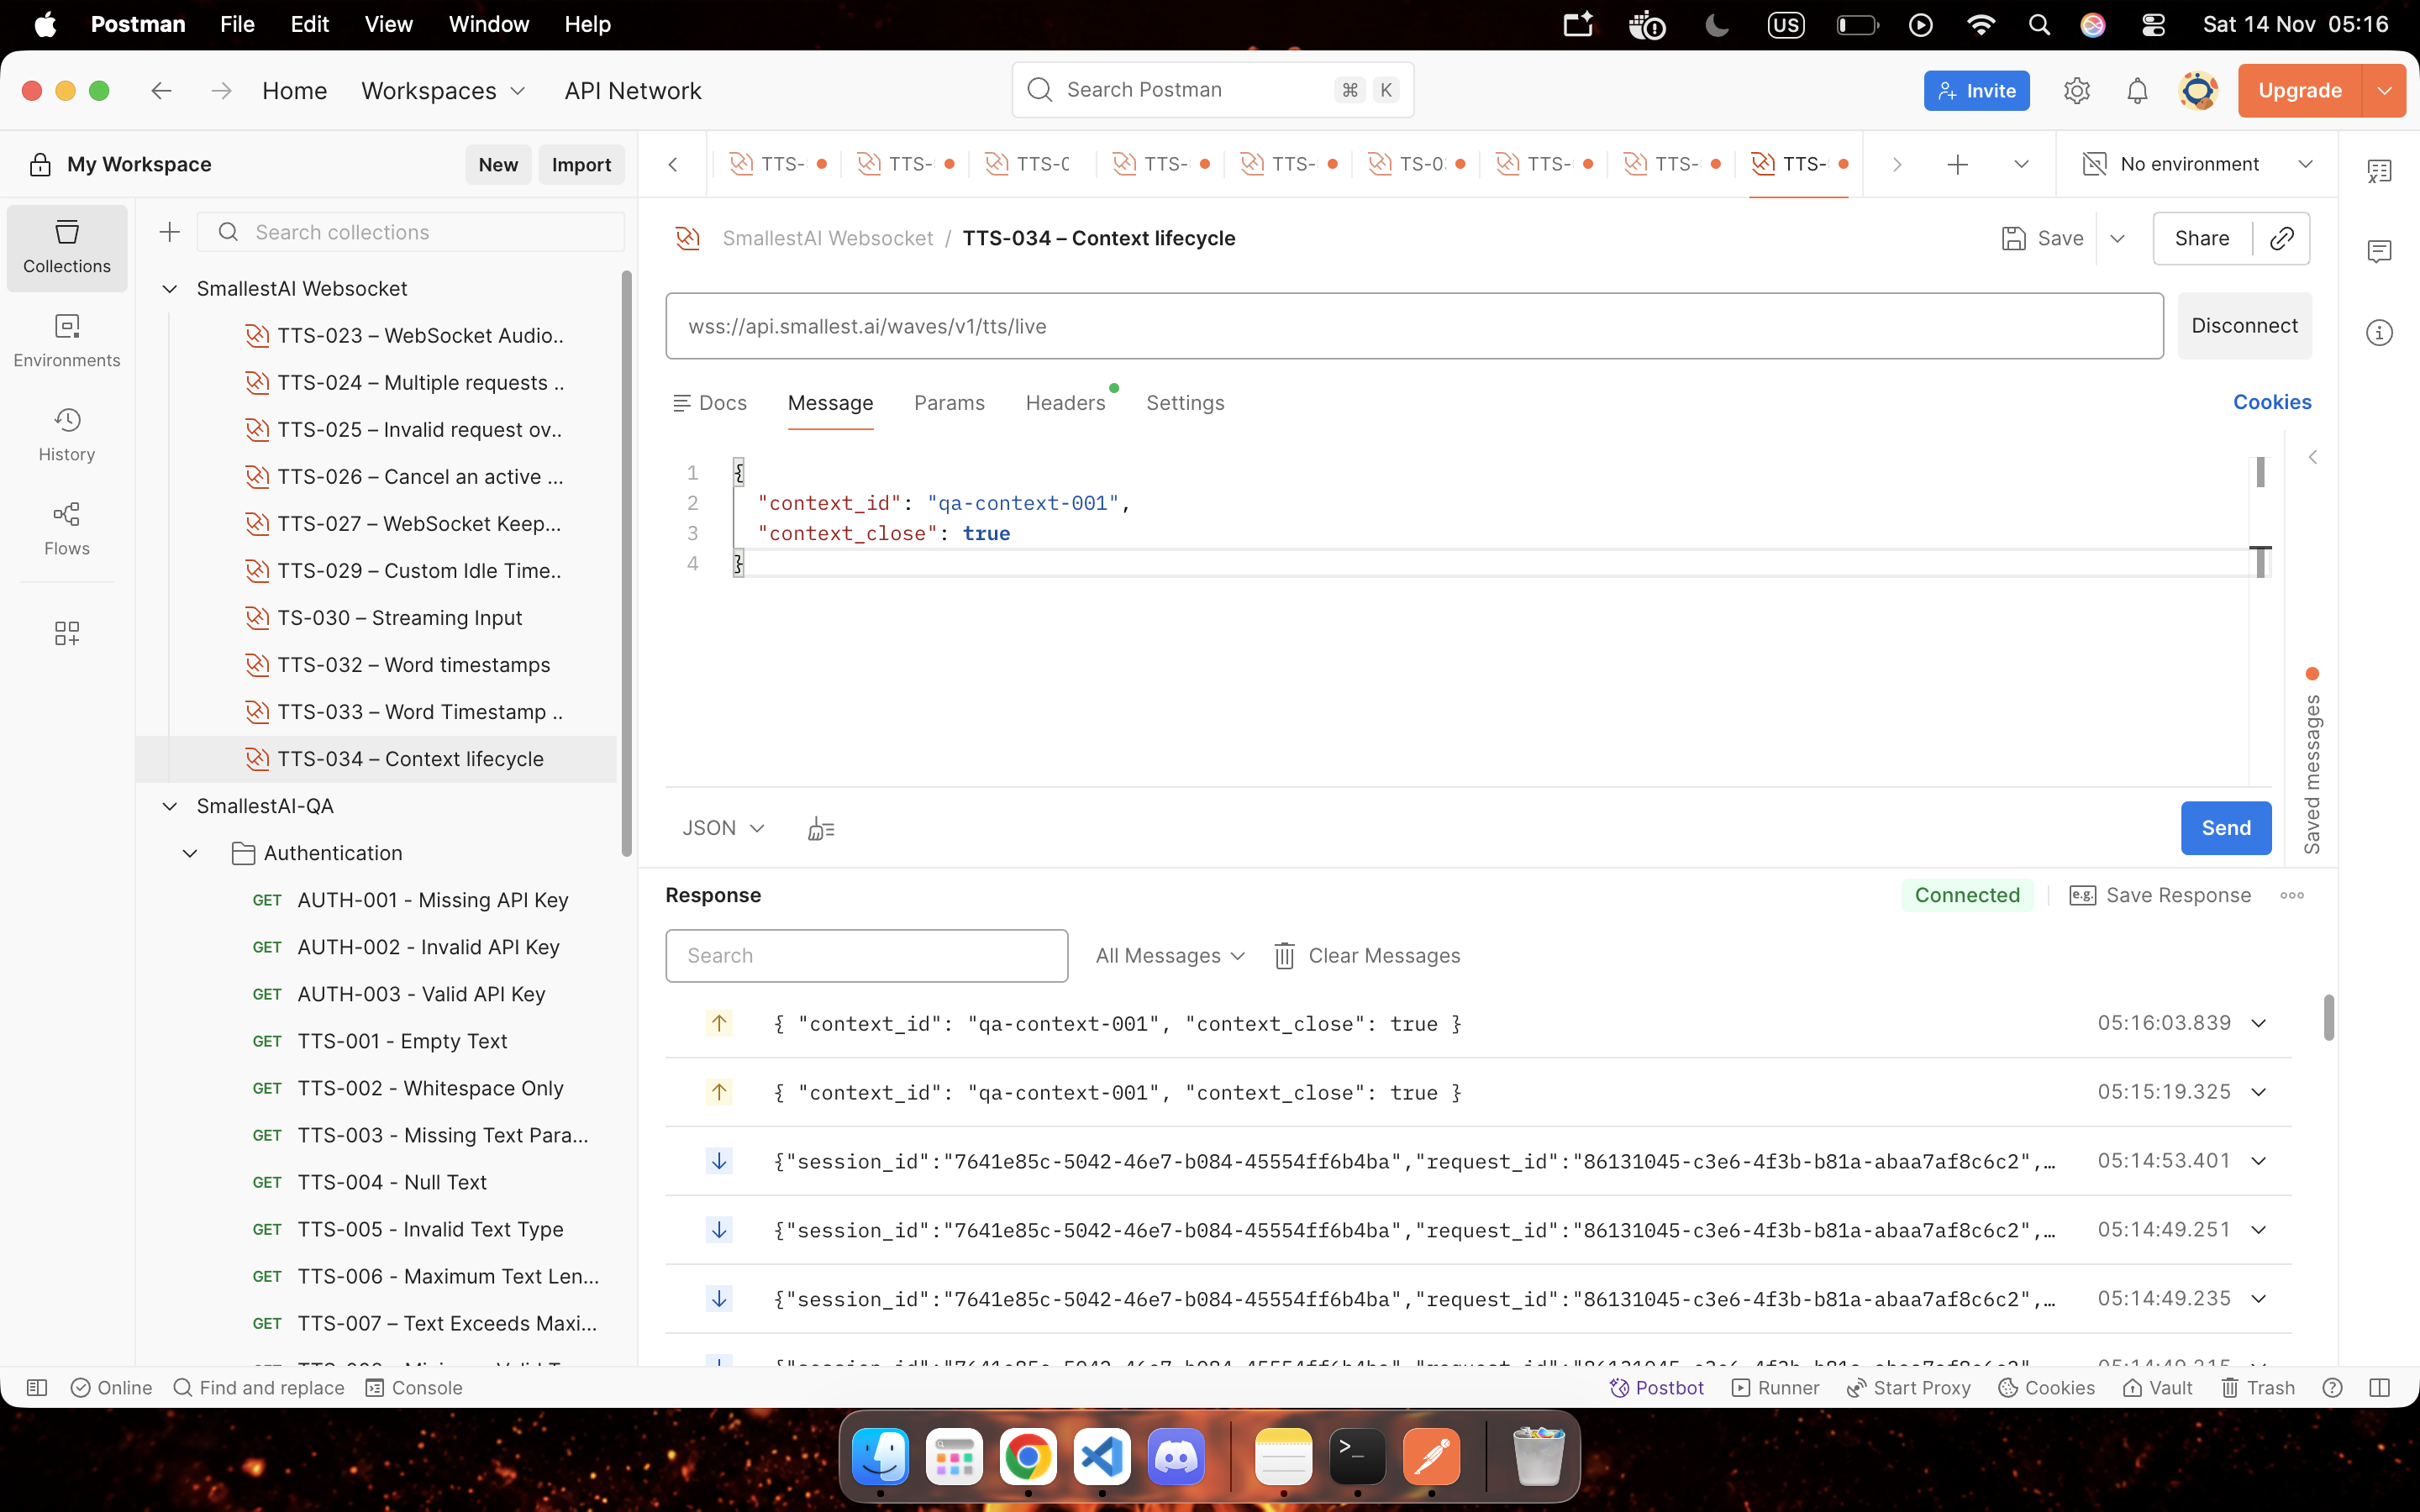 Postman File Edit View Window Help US Sat 14 Nov 05:16
Home Workspaces API Network Search Postman ⌘ K Invite Upgrade
My Workspace New Import
TTS- TTS- TTS-0 TTS- TTS- TS-0 TTS- TTS- TTS- No environment
Collections
Environments
History
Flows
Search collections
SmallestAI Websocket
TTS-023 – WebSocket Audio..
TTS-024 – Multiple requests ..
TTS-025 – Invalid request ov..
TTS-026 – Cancel an active ...
TTS-027 – WebSocket Keep...
TTS-029 – Custom Idle Time..
TS-030 – Streaming Input
TTS-032 – Word timestamps
TTS-033 – Word Timestamp ..
TTS-034 – Context lifecycle
SmallestAI-QA
Authentication
GET AUTH-001 - Missing API Key
GET AUTH-002 - Invalid API Key
GET AUTH-003 - Valid API Key
GET TTS-001 - Empty Text
GET TTS-002 - Whitespace Only
GET TTS-003 - Missing Text Para...
GET TTS-004 - Null Text
GET TTS-005 - Invalid Text Type
GET TTS-006 - Maximum Text Len...
GET TTS-007 – Text Exceeds Maxi...
SmallestAI Websocket / TTS-034 – Context lifecycle Save Share
wss://api.smallest.ai/waves/v1/tts/live Disconnect
Docs Message Params Headers Settings Cookies
1 {
2 "context_id": "qa-context-001",
3 "context_close": true
4 }
Saved messages
JSON Send
Response Connected e.g. Save Response
Search All Messages Clear Messages
{ "context_id": "qa-context-001", "context_close": true } 05:16:03.839
{ "context_id": "qa-context-001", "context_close": true } 05:15:19.325
{"session_id":"7641e85c-5042-46e7-b084-45554ff6b4ba","request_id":"86131045-c3e6-4f3b-b81a-abaa7af8c6c2",… 05:14:53.401
{"session_id":"7641e85c-5042-46e7-b084-45554ff6b4ba","request_id":"86131045-c3e6-4f3b-b81a-abaa7af8c6c2",… 05:14:49.251
{"session_id":"7641e85c-5042-46e7-b084-45554ff6b4ba","request_id":"86131045-c3e6-4f3b-b81a-abaa7af8c6c2",… 05:14:49.235
Online Find and replace Console Postbot Runner Start Proxy Cookies Vault Trash